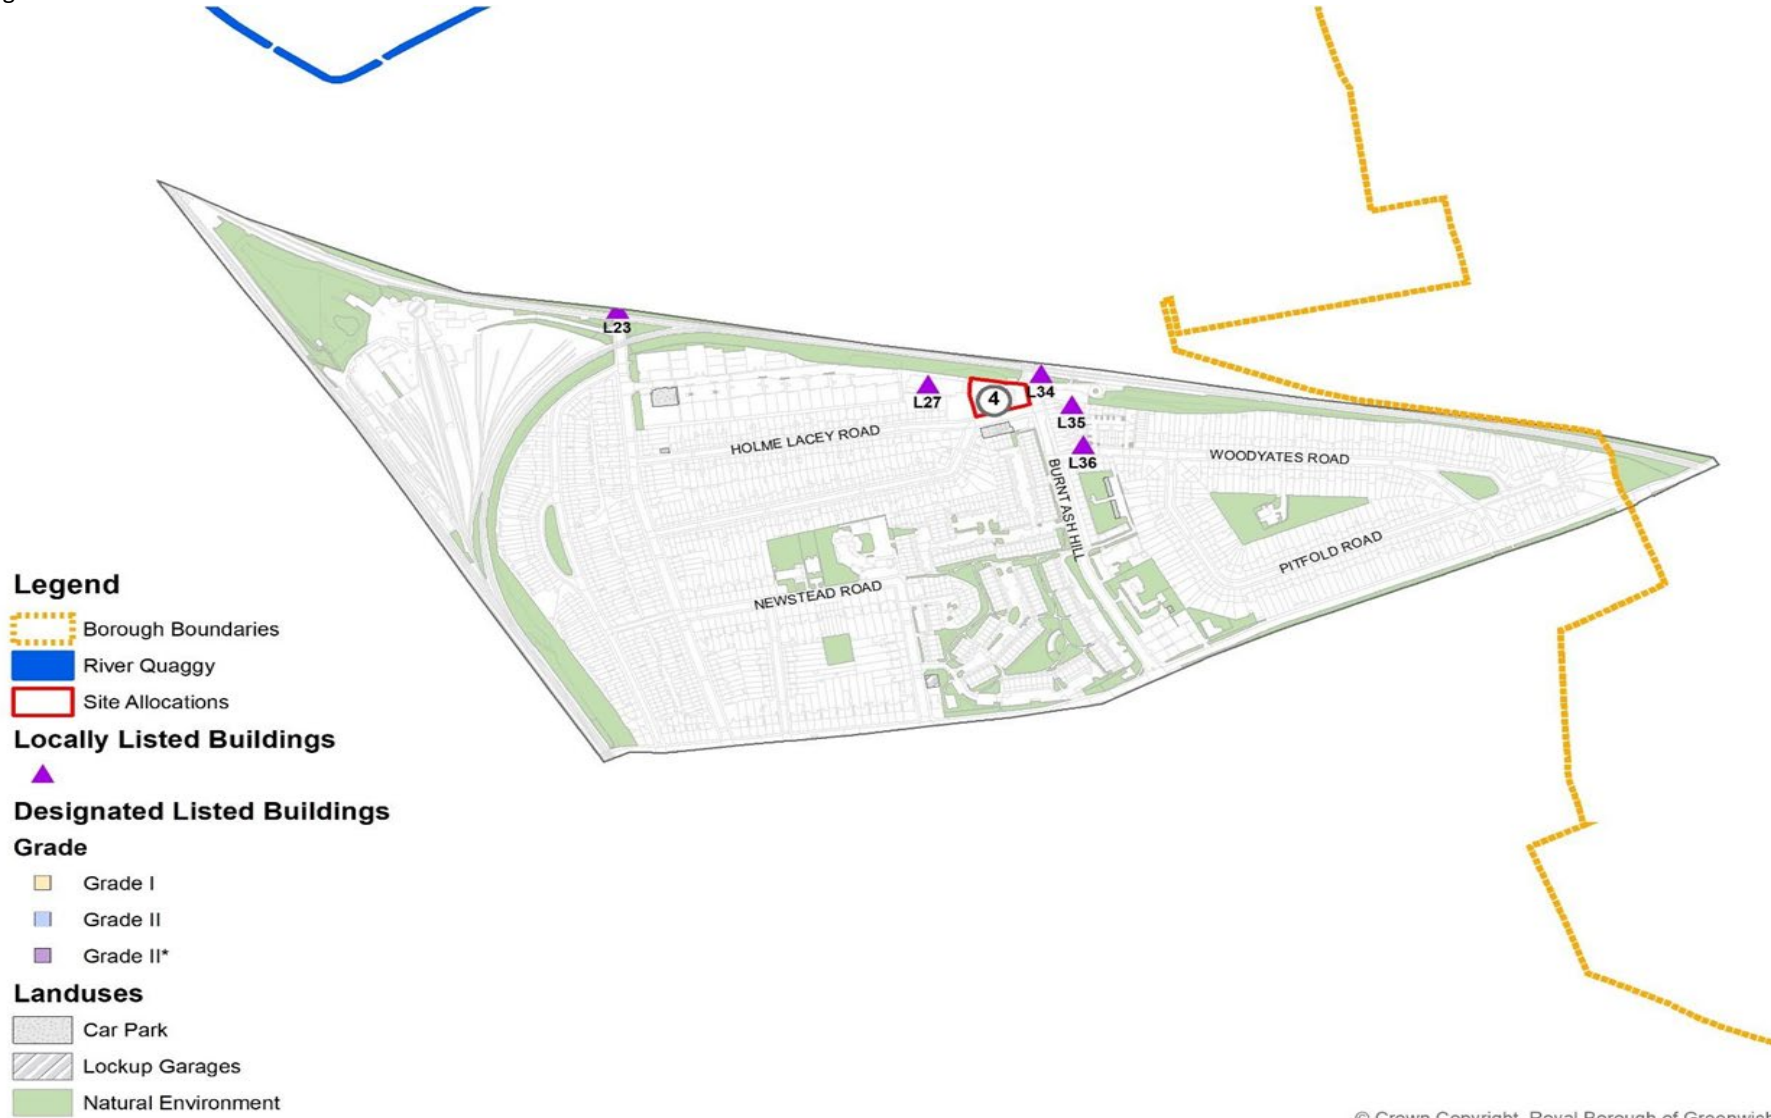 L23
L34
4
L27
L35
HOLME LACEY ROAD
L36
WOODYATES ROAD
BURNT ASH HILL
PITFOLD ROAD
NEWSTEAD ROAD
Legend
Borough Boundaries
River Quaggy
Site Allocations
Locally Listed Buildings
Designated Listed Buildings
Grade
Grade I
Grade II
Grade II*
Landuses
Car Park
Lockup Garages
Natural Environment
© Crown Copyright, Royal Borough of Greenwich